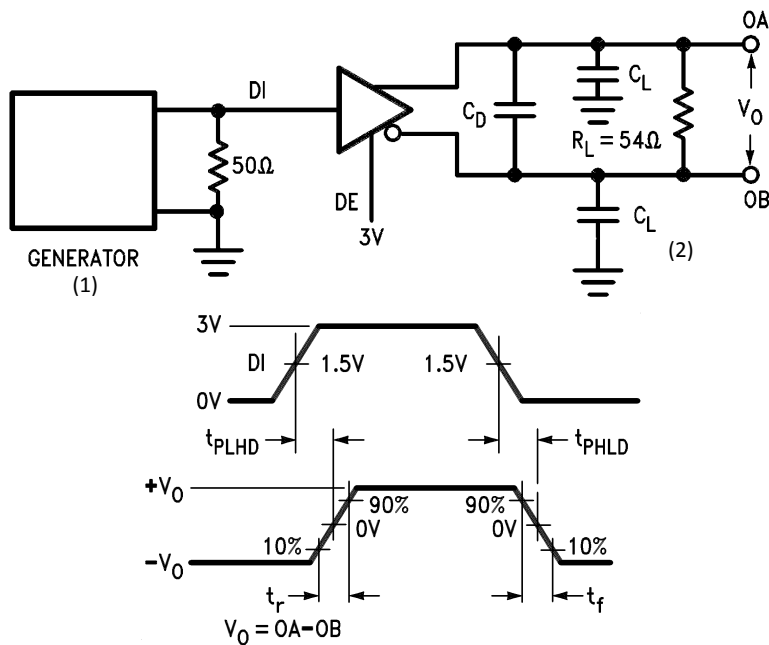 OA
DI
C_L
C_D
V_O
50Ω
R_L = 54Ω
DE
OB
3V
C_L
GENERATOR
(1)
(2)
3V
DI
1.5V
1.5V
0V
t_PLHD
t_PHLD
+V_O
90%
90%
0V
0V
10%
10%
-V_O
t_r
t_f
V_O = OA-OB